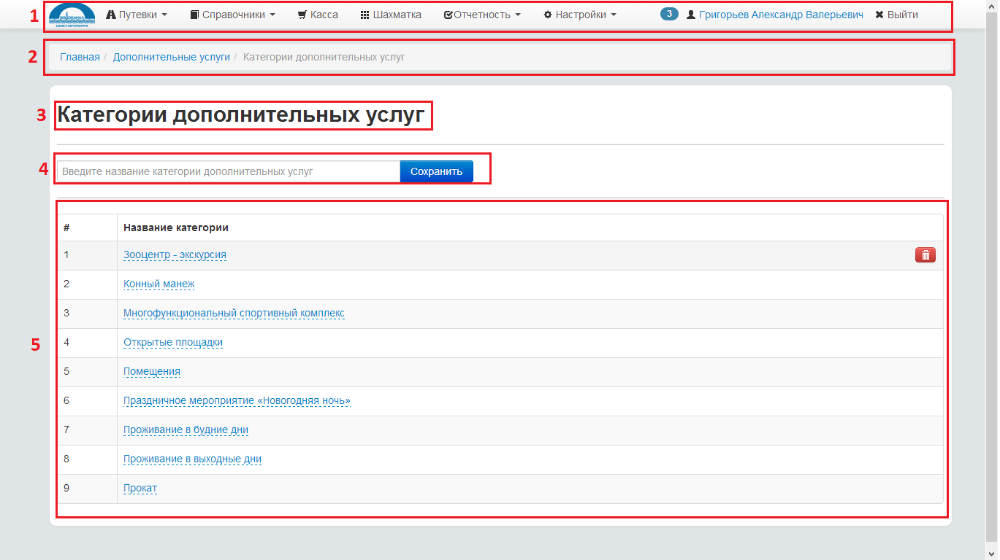 1 ВОДОКАНАЛ САНКТ-ПЕТЕРБУРГА Путевки Справочники Касса Шахматка Отчетность Настройки 3 Григорьев Александр Валерьевич Выйти
2 Главная / Дополнительные услуги / Категории дополнительных услуг
3 Категории дополнительных услуг
4 Введите название категории дополнительных услуг Сохранить
5
# Название категории
1 Зооцентр - экскурсия
2 Конный манеж
3 Многофункциональный спортивный комплекс
4 Открытые площадки
5 Помещения
6 Праздничное мероприятие «Новогодняя ночь»
7 Проживание в будние дни
8 Проживание в выходные дни
9 Прокат